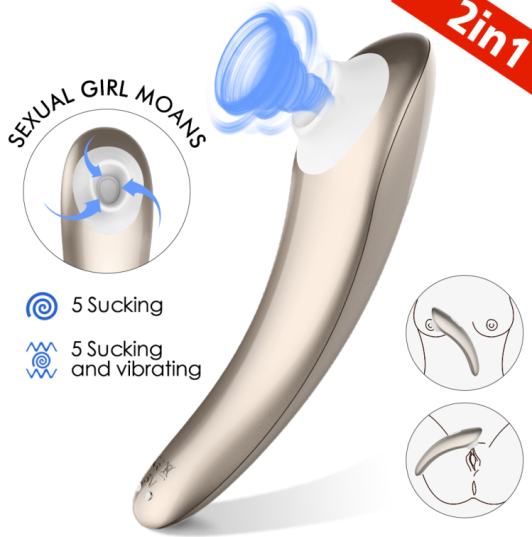 2in1
SEXUAL GIRL MOANS
5 Sucking
5 Sucking
and vibrating